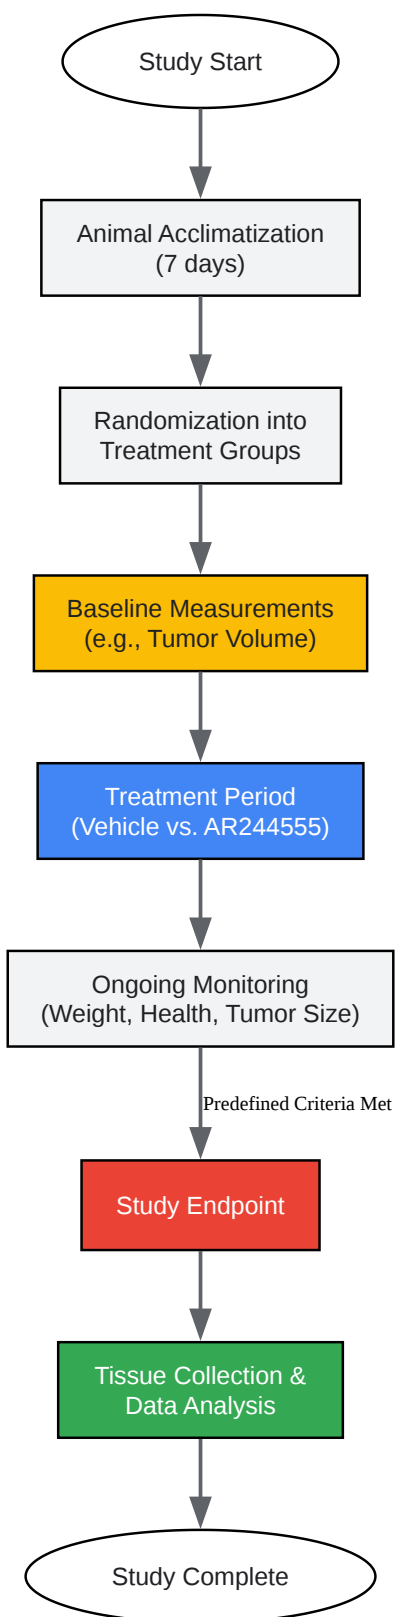 Study Start
Animal Acclimatization
(7 days)
Randomization into
Treatment Groups
Baseline Measurements
(e.g., Tumor Volume)
Treatment Period
(Vehicle vs. AR244555)
Ongoing Monitoring
(Weight, Health, Tumor Size)
Predefined Criteria Met
Study Endpoint
Tissue Collection &
Data Analysis
Study Complete